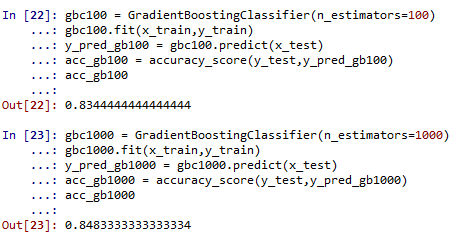 In [22]: gbc100 = GradientBoostingClassifier(n_estimators=100)
    ...: gbc100.fit(x_train,y_train)
    ...: y_pred_gb100 = gbc100.predict(x_test)
    ...: acc_gb100 = accuracy_score(y_test,y_pred_gb100)
    ...: acc_gb100
    ...:
Out[22]: 0.8344444444444444
In [23]: gbc1000 = GradientBoostingClassifier(n_estimators=1000)
    ...: gbc1000.fit(x_train,y_train)
    ...: y_pred_gb1000 = gbc1000.predict(x_test)
    ...: acc_gb1000 = accuracy_score(y_test,y_pred_gb1000)
    ...: acc_gb1000
    ...:
Out[23]: 0.8483333333333334